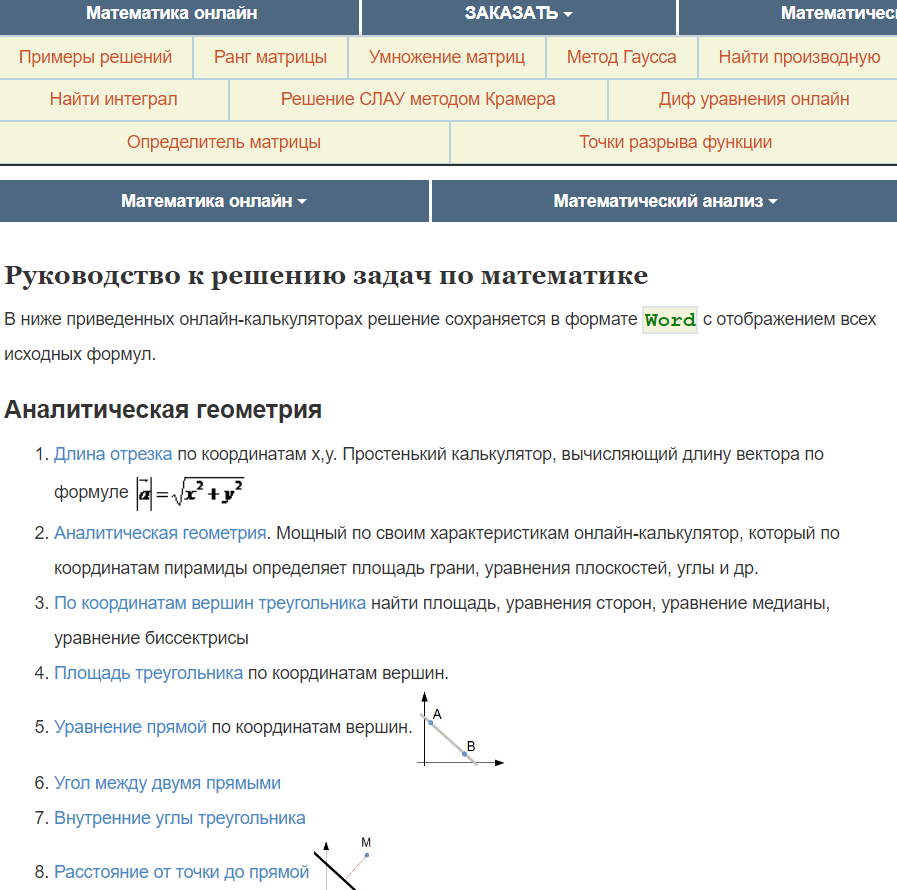 Математика онлайн ЗАКАЗАТЬ Математичес
Примеры решений Ранг матрицы Умножение матриц Метод Гаусса Найти производную
Найти интеграл Решение СЛАУ методом Крамера Диф уравнения онлайн
Определитель матрицы Точки разрыва функции
Математика онлайн Математический анализ
Руководство к решению задач по математике
В ниже приведенных онлайн-калькуляторах решение сохраняется в формате Word с отображением всех
исходных формул.
Аналитическая геометрия
1. Длина отрезка по координатам x,y. Простенький калькулятор, вычисляющий длину вектора по
формуле |a⃗|=√(x²+y²)
2. Аналитическая геометрия. Мощный по своим характеристикам онлайн-калькулятор, который по
координатам пирамиды определяет площадь грани, уравнения плоскостей, углы и др.
3. По координатам вершин треугольника найти площадь, уравнения сторон, уравнение медианы,
уравнение биссектрисы
4. Площадь треугольника по координатам вершин.
5. Уравнение прямой по координатам вершин. A B
6. Угол между двумя прямыми
7. Внутренние углы треугольника
8. Расстояние от точки до прямой M